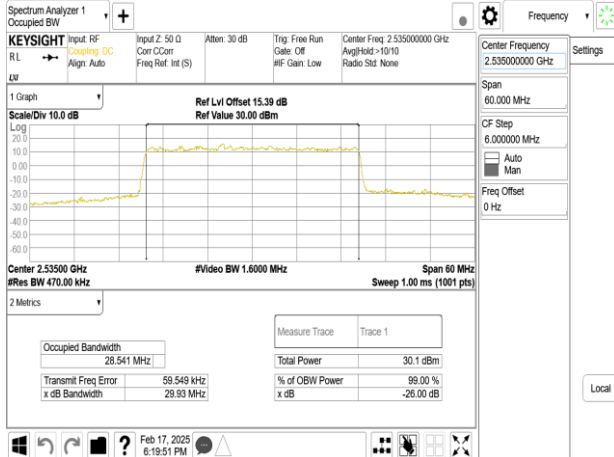 Spectrum Analyzer 1
Occupied BW
+
Frequency
KEYSIGHT
RL
LXI
Input: RF
Coupling: DC
Align: Auto
Input Z: 50 Ω
Corr CCorr
Freq Ref: Int (S)
Atten: 30 dB
Trig: Free Run
Gate: Off
#IF Gain: Low
Center Freq: 2.535000000 GHz
Avg|Hold:>10/10
Radio Std: None
Center Frequency
2.535000000 GHz
Settings
Span
60.000 MHz
CF Step
6.000000 MHz
Auto
Man
Freq Offset
0 Hz
Local
1 Graph
Scale/Div 10.0 dB
Ref Lvl Offset 15.39 dB
Ref Value 30.00 dBm
Log
20.0
10.0
0.00
-10.0
-20.0
-30.0
-40.0
-50.0
-60.0
Center 2.53500 GHz
#Res BW 470.00 kHz
#Video BW 1.6000 MHz
Span 60 MHz
Sweep 1.00 ms (1001 pts)
2 Metrics
Measure Trace Trace 1
Occupied Bandwidth
28.541 MHz
Total Power 30.1 dBm
Transmit Freq Error 59.549 kHz
% of OBW Power 99.00 %
x dB Bandwidth 29.93 MHz
x dB -26.00 dB
?
Feb 17, 2025
6:19:51 PM